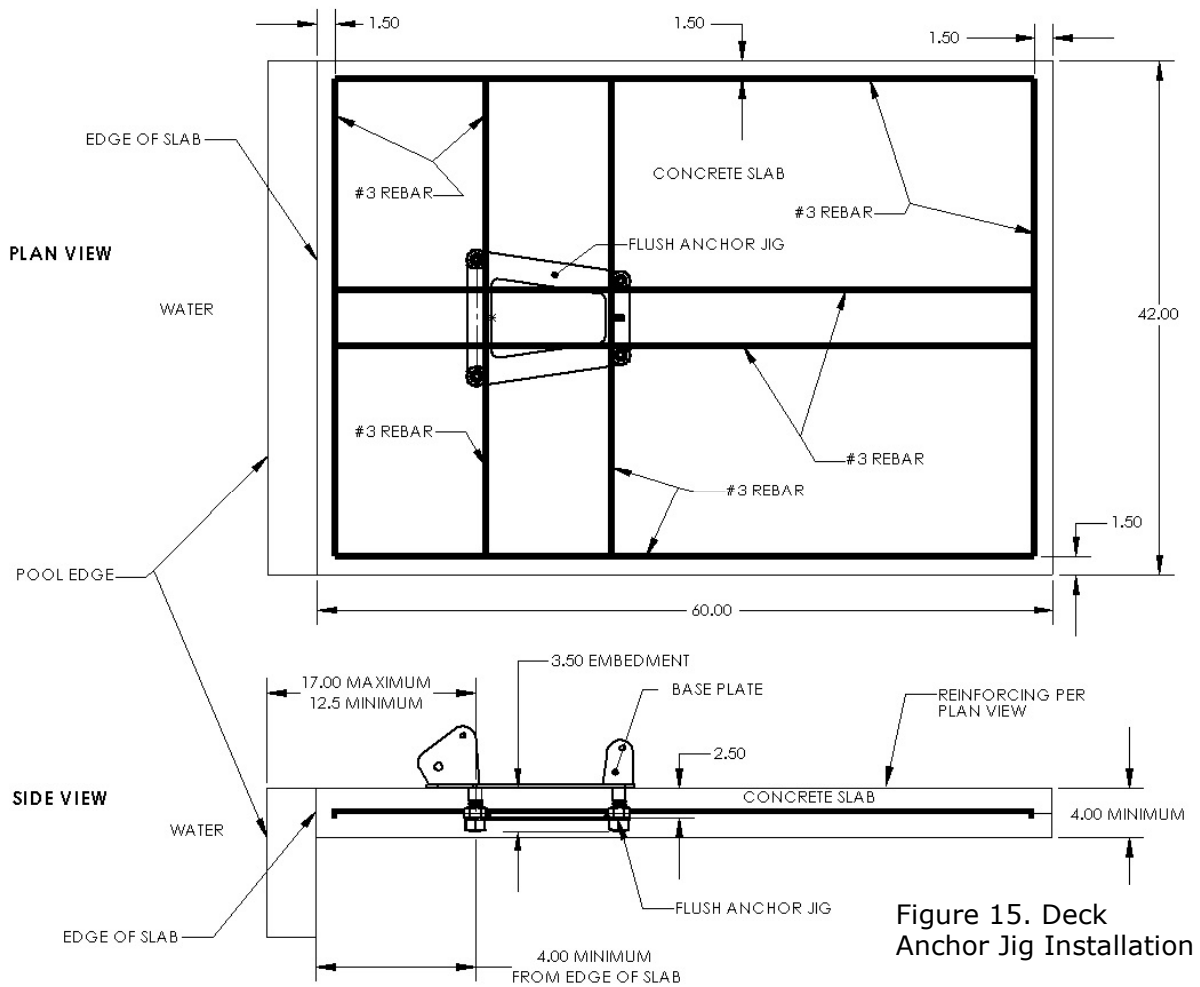 1.50
1.50
1.50
EDGE OF SLAB
#3 REBAR
CONCRETE SLAB
#3 REBAR
PLAN VIEW
FLUSH ANCHOR JIG
WATER
42.00
#3 REBAR
#3 REBAR
#3 REBAR
1.50
POOL EDGE
60.00
3.50 EMBEDMENT
17.00 MAXIMUM
12.5 MINIMUM
BASE PLATE
REINFORCING PER
PLAN VIEW
2.50
SIDE VIEW
CONCRETE SLAB
WATER
4.00 MINIMUM
FLUSH ANCHOR JIG
EDGE OF SLAB
4.00 MINIMUM
FROM EDGE OF SLAB
Figure 15. Deck
Anchor Jig Installation